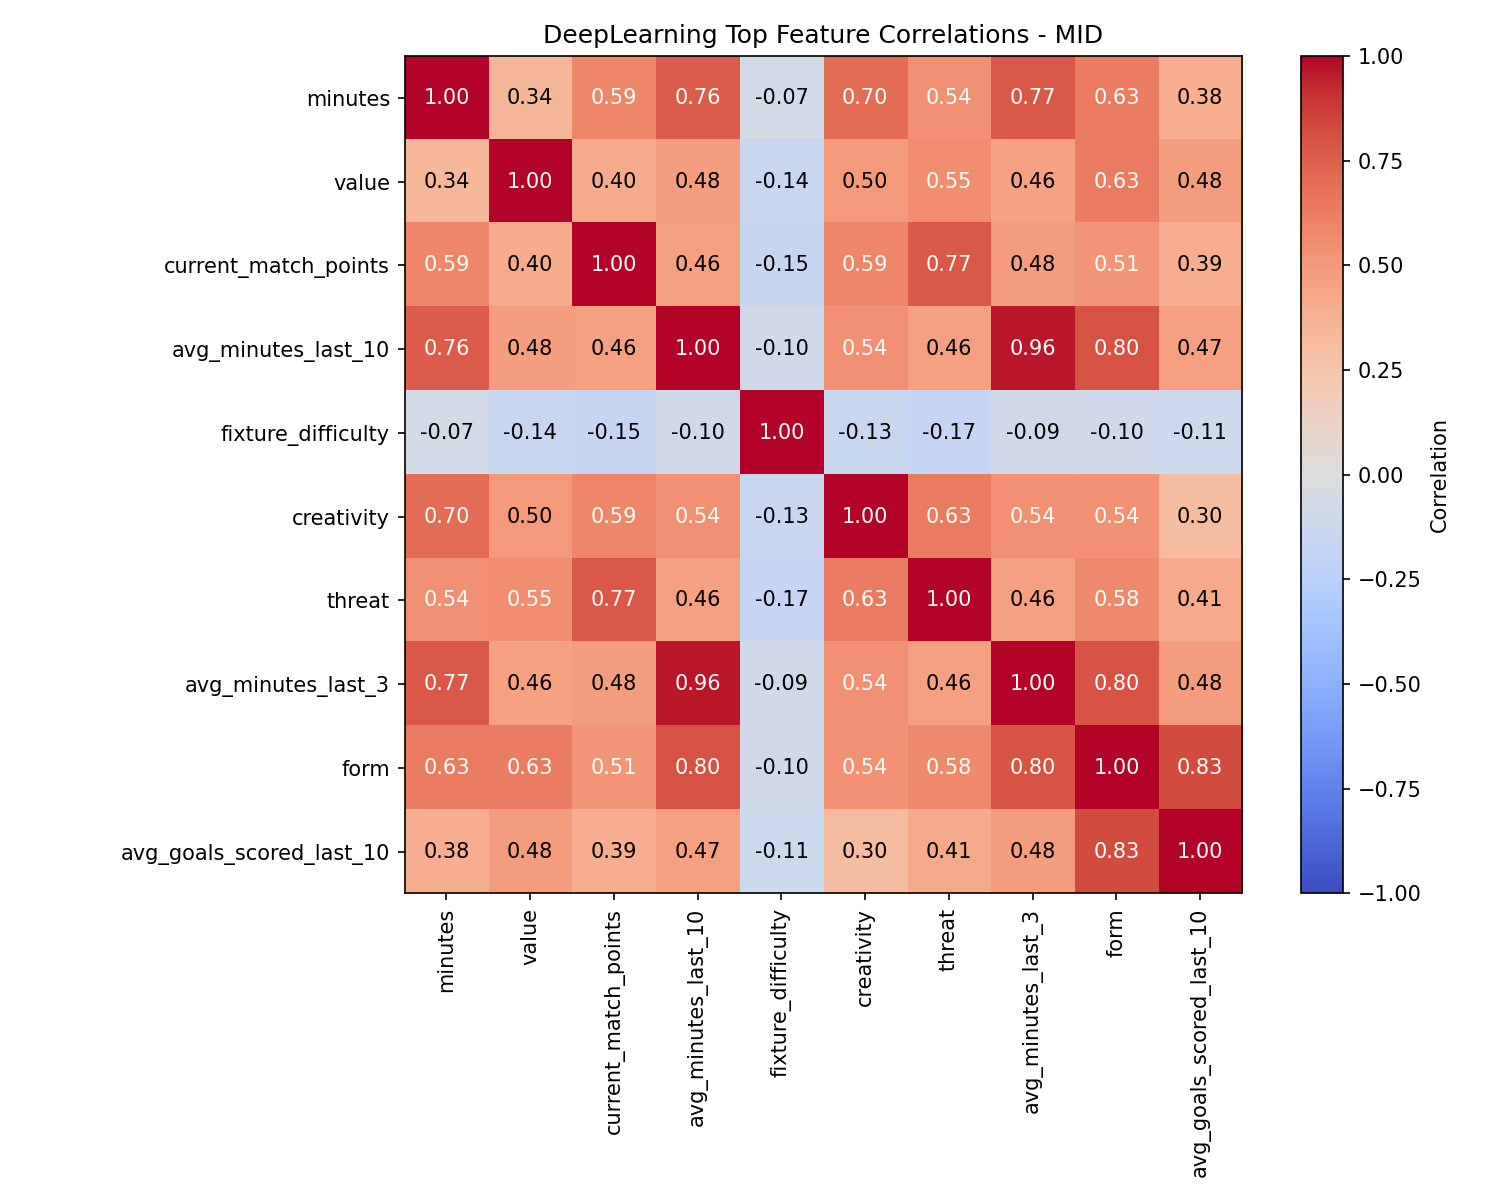 DeepLearning Top Feature Correlations - MID
minutes 1.00 0.34 0.59 0.76 -0.07 0.70 0.54 0.77 0.63 0.38
value 0.34 1.00 0.40 0.48 -0.14 0.50 0.55 0.46 0.63 0.48
current_match_points 0.59 0.40 1.00 0.46 -0.15 0.59 0.77 0.48 0.51 0.39
avg_minutes_last_10 0.76 0.48 0.46 1.00 -0.10 0.54 0.46 0.96 0.80 0.47
fixture_difficulty -0.07 -0.14 -0.15 -0.10 1.00 -0.13 -0.17 -0.09 -0.10 -0.11
creativity 0.70 0.50 0.59 0.54 -0.13 1.00 0.63 0.54 0.54 0.30
threat 0.54 0.55 0.77 0.46 -0.17 0.63 1.00 0.46 0.58 0.41
avg_minutes_last_3 0.77 0.46 0.48 0.96 -0.09 0.54 0.46 1.00 0.80 0.48
form 0.63 0.63 0.51 0.80 -0.10 0.54 0.58 0.80 1.00 0.83
avg_goals_scored_last_10 0.38 0.48 0.39 0.47 -0.11 0.30 0.41 0.48 0.83 1.00
minutes
value
current_match_points
avg_minutes_last_10
fixture_difficulty
creativity
threat
avg_minutes_last_3
form
avg_goals_scored_last_10
1.00
0.75
0.50
0.25
0.00
−0.25
−0.50
−0.75
−1.00
Correlation